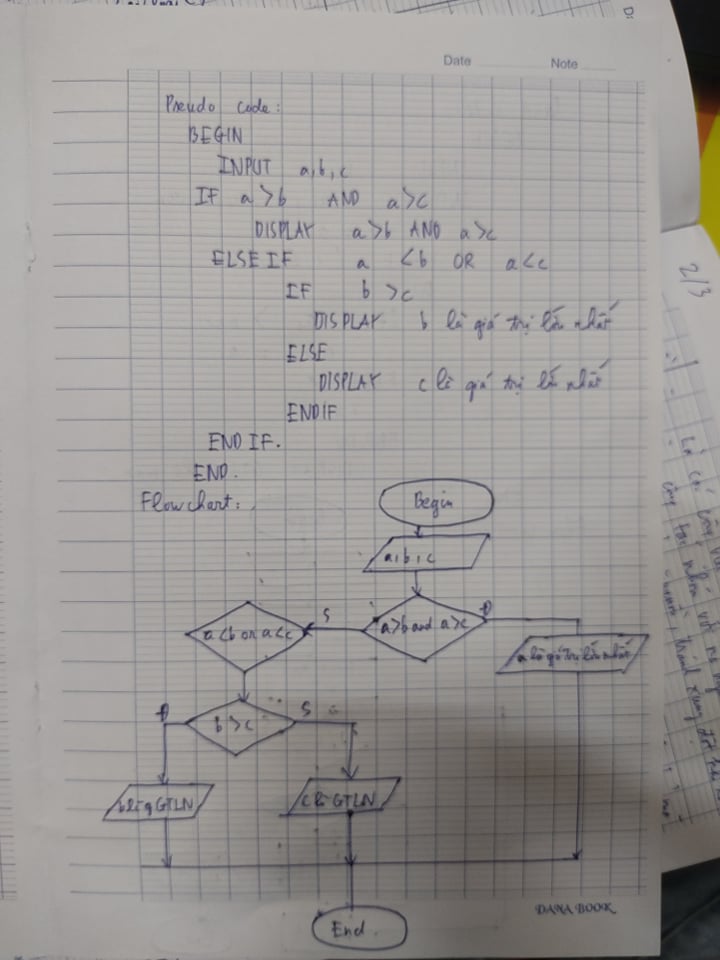 Date Note
Pseudo code:
BEGIN
INPUT a, b, c
IF a > b AND a > c
DISPLAY a > b AND a > c
ELSE IF a < b OR a < c
IF b > c
DISPLAY b là giá trị lớn nhất
ELSE
DISPLAY c là giá trị lớn nhất
ENDIF
END IF.
END.
Flowchart:
Begin
a, b, c
a > b and a > c
Đ
S
a < b or a < c
a là giá trị lớn nhất
b > c
Đ
S
c là GTLN
DANA BOOK
End.
2/3